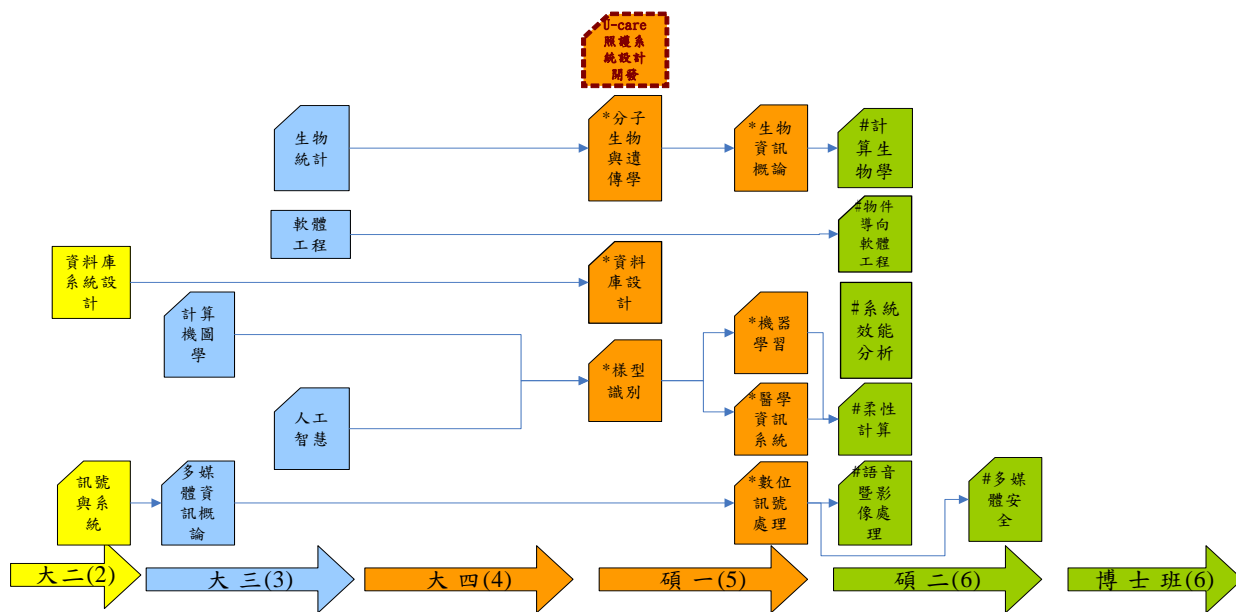 U-care
照護系
統設計
開發
生物
統計
*分子
生物
與遺
傳學
*生物
資訊
概論
#計
算生
物學
軟體
工程
#物件
導向
軟體
工程
資料庫
系統設
計
*資料
庫設
計
計算
機圖
學
*機器
學習
#系統
效能
分析
*樣型
識別
人工
智慧
*醫學
資訊
系統
#柔性
計算
訊號
與系
統
多媒
體資
訊概
論
*數位
訊號
處理
#語音
暨影
像處
理
#多媒
體安
全
大二(2)
大 三(3)
大 四(4)
碩 一(5)
碩 二(6)
博 士 班(6)